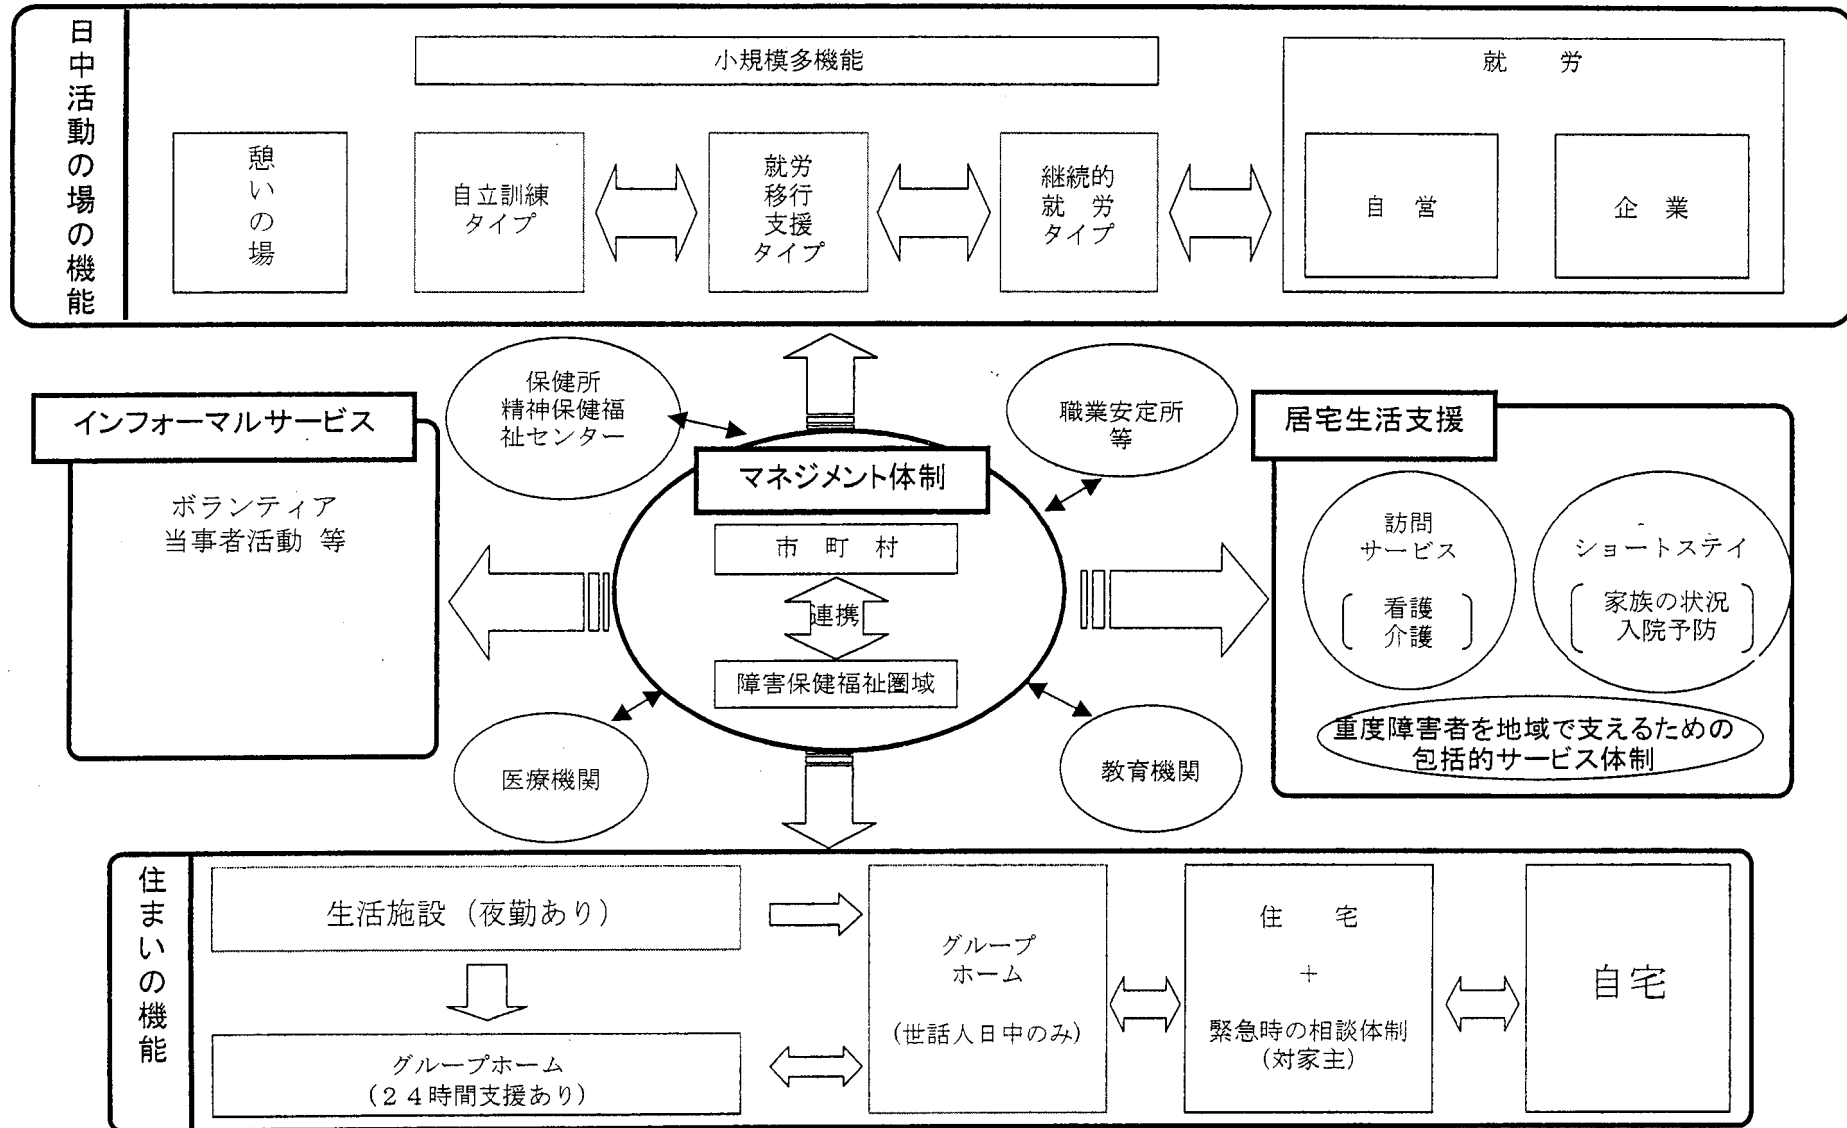 日中活動の場の機能
小規模多機能
就　労
憩いの場
自立訓練
タイプ
就労
移行
支援
タイプ
継続的
就　労
タイプ
自　営
企　業
保健所
精神保健福
祉センター
職業安定所
等
インフォーマルサービス
ボランティア
当事者活動 等
マネジメント体制
市　町　村
連携
障害保健福祉圏域
居宅生活支援
訪問
サービス
看護
介護
ショートステイ
家族の状況
入院予防
重度障害者を地域で支えるための
包括的サービス体制
医療機関
教育機関
住まいの機能
生活施設（夜勤あり）
グループホーム
(２４時間支援あり)
グループ
ホーム
(世話人日中のみ)
住　宅
＋
緊急時の相談体制
(対家主)
自宅